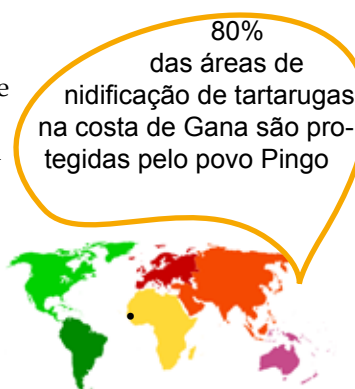 80%
das áreas de
nidificação de tartarugas
na costa de Gana são pro-
tegidas pelo povo Pingo
e